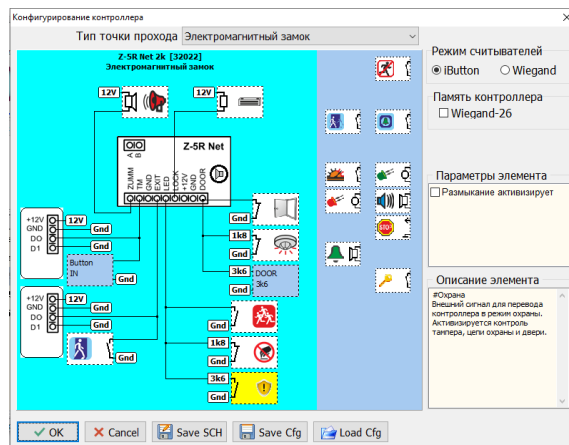 Конфигурирование контроллера
Тип точки прохода Электромагнитный замок
Z-5R Net 2k [32022]
Электромагнитный замок
12V
12V
Z-5R Net
A
B
ZUMM
TM
GND
EXIT
LED
LOCK
+12V
GND
DOOR
+12V
GND
DO
D1
12V
Gnd
Gnd
Button
IN
Gnd
+12V
GND
DO
D1
12V
Gnd
Gnd
Gnd
Gnd
1k8
Gnd
3k6
Gnd
DOOR
3k6
Gnd
1k8
Gnd
3k6
Gnd
STOP
Режим считывателей
iButton
Wiegand
Память контроллера
Wiegand-26
Параметры элемента
Размыкание активизирует
Описание элемента
#Охрана
Внешний сигнал для перевода
контроллера в режим охраны.
Активизируется контроль
тампера, цепи охраны и двери.
OK
Cancel
Save SCH
Save Cfg
Load Cfg